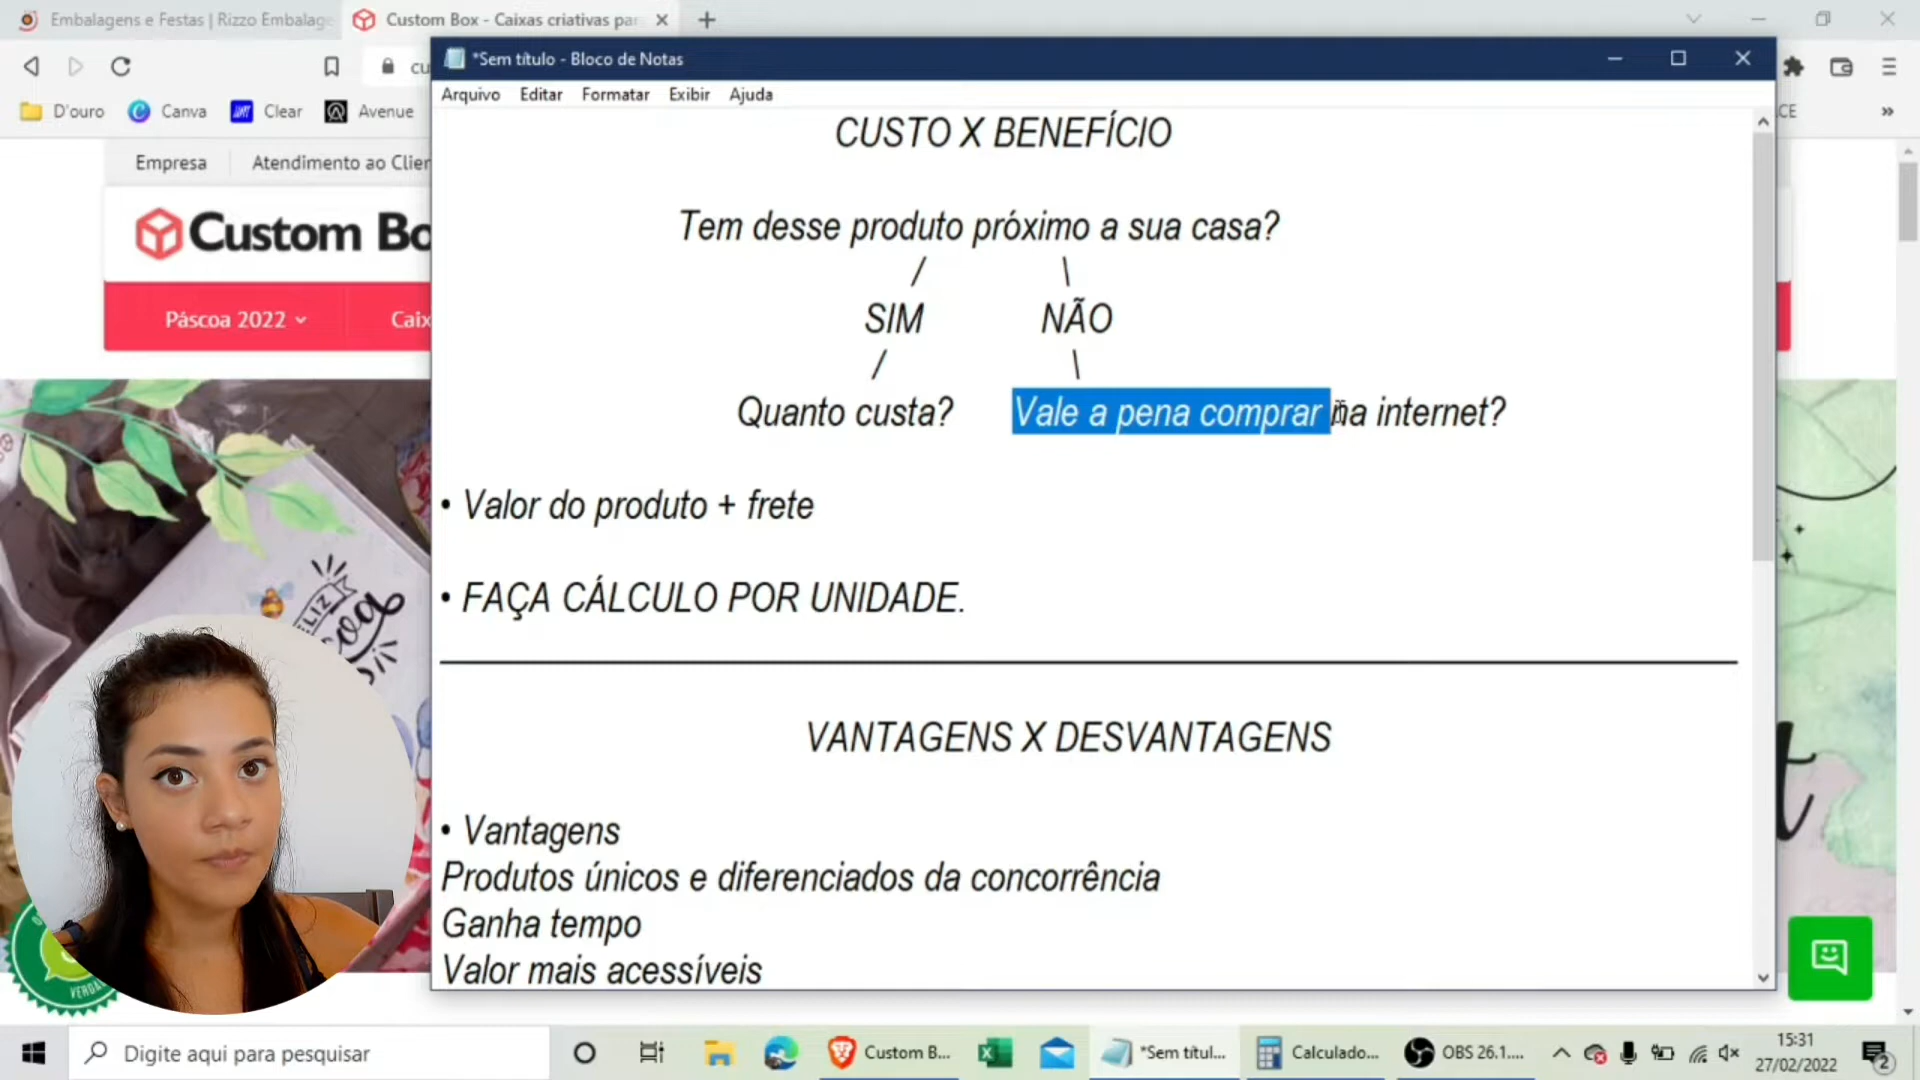 Embalagens e Festas | Rizzo Embalage
Custom Box - Caixas criativas par
*Sem título - Bloco de Notas
cu
D'ouro
Canva
Clear
Avenue
CE
Arquivo Editar Formatar Exibir Ajuda
Empresa
Atendimento ao Clien
Custom Bo
Páscoa 2022
Caix
CUSTO X BENEFÍCIO
Tem desse produto próximo a sua casa?
/ \
SIM NÃO
/ \
Quanto custa? Vale a pena comprar na internet?
• Valor do produto + frete
• FAÇA CÁLCULO POR UNIDADE.
VANTAGENS X DESVANTAGENS
• Vantagens
Produtos únicos e diferenciados da concorrência
Ganha tempo
Valor mais acessíveis
Digite aqui para pesquisar
Custom B...
*Sem títul...
Calculado...
OBS 26.1....
15:31
27/02/2022
2